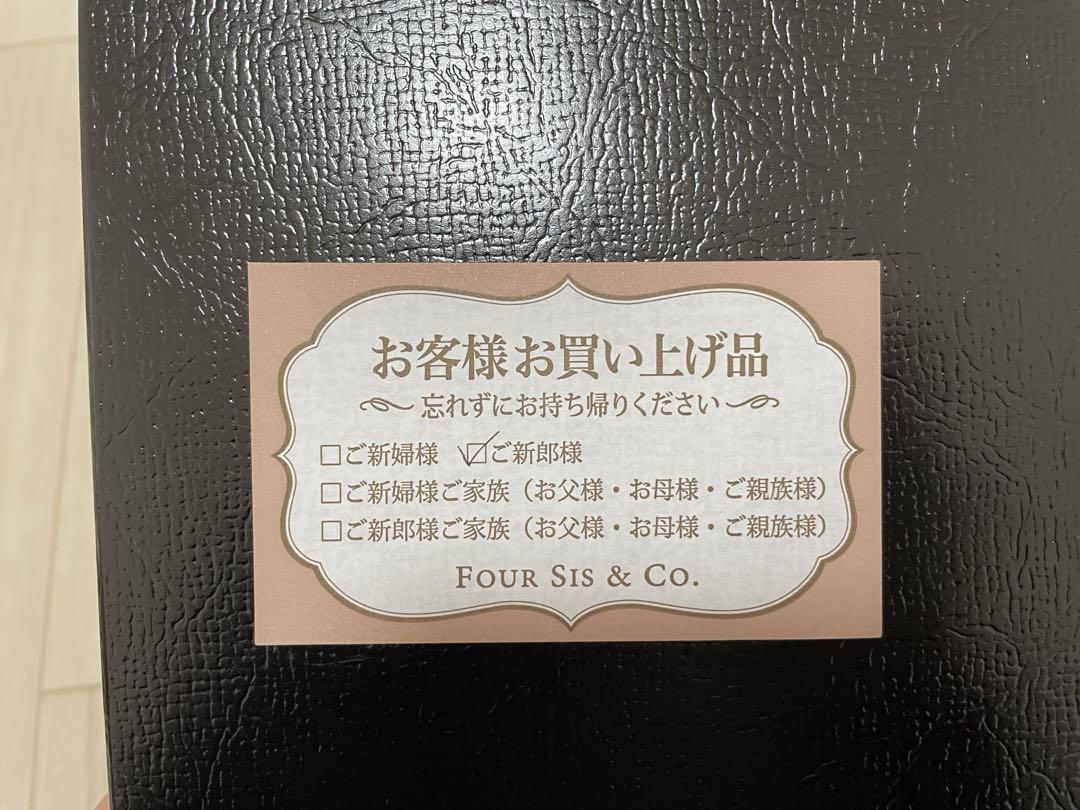 お客様お買い上げ品
忘れずにお持ち帰りください
□ご新婦様 ☑ご新郎様
□ご新婦様ご家族（お父様・お母様・ご親族様）
□ご新郎様ご家族（お父様・お母様・ご親族様）
FOUR SIS & CO.